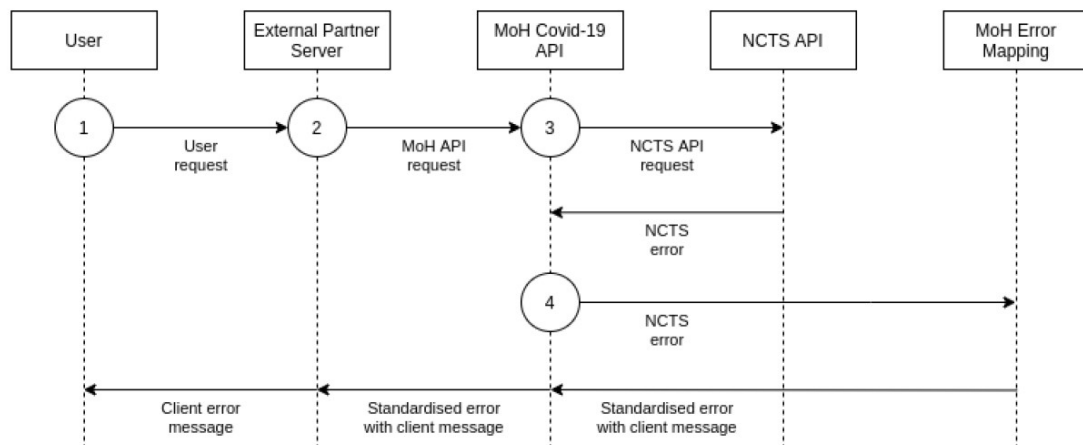 User
External Partner
Server
MoH Covid-19
API
NCTS API
MoH Error
Mapping
1
2
3
User
request
MoH API
request
NCTS API
request
NCTS
error
4
NCTS
error
Client error
message
Standardised error
with client message
Standardised error
with client message